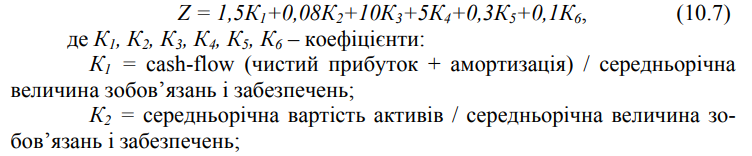 Z = 1,5K₁+0,08K₂+10K₃+5K₄+0,3K₅+0,1K₆, (10.7)
де K₁, K₂, K₃, K₄, K₅, K₆ – коефіцієнти:
K₁ = cash-flow (чистий прибуток + амортизація) / середньорічна
величина зобов’язань і забезпечень;
K₂ = середньорічна вартість активів / середньорічна величина зо-
бов’язань і забезпечень;